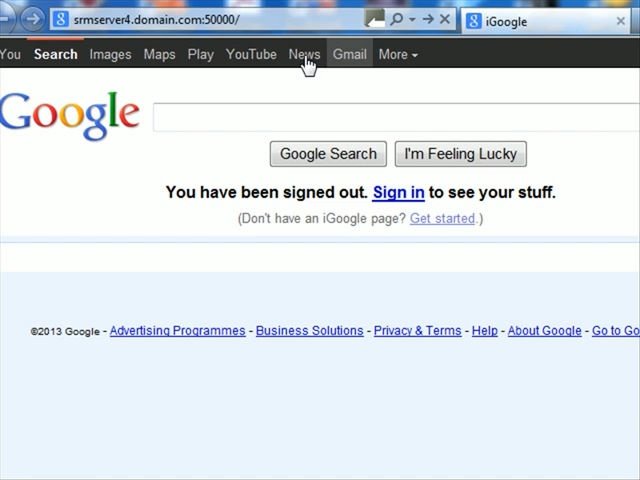 srmserver4.domain.com:50000/
iGoogle
You Search Images Maps Play YouTube News Gmail More
Google
Google Search I'm Feeling Lucky
You have been signed out. Sign in to see your stuff.
(Don't have an iGoogle page? Get started.)
©2013 Google - Advertising Programmes - Business Solutions - Privacy & Terms - Help - About Google - Go to Go